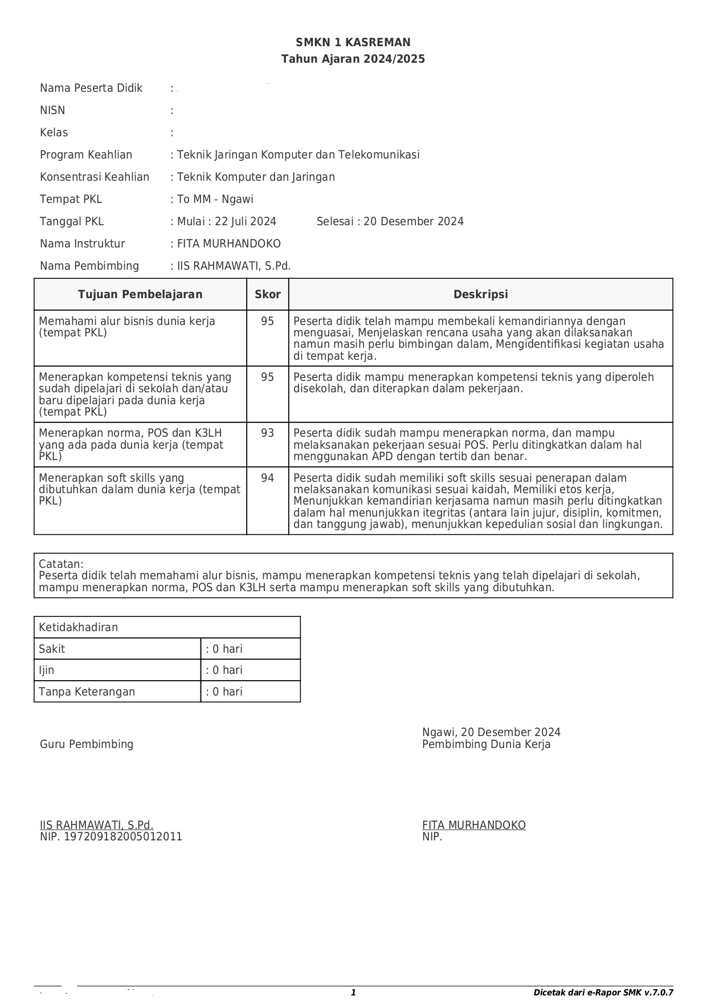 SMKN 1 KASREMAN
Tahun Ajaran 2024/2025
Nama Peserta Didik :
NISN :
Kelas :
Program Keahlian : Teknik Jaringan Komputer dan Telekomunikasi
Konsentrasi Keahlian : Teknik Komputer dan Jaringan
Tempat PKL : To MM - Ngawi
Tanggal PKL : Mulai : 22 Juli 2024 Selesai : 20 Desember 2024
Nama Instruktur : FITA MURHANDOKO
Nama Pembimbing : IIS RAHMAWATI, S.Pd.
Tujuan Pembelajaran Skor Deskripsi
Memahami alur bisnis dunia kerja
(tempat PKL)
95
Peserta didik telah mampu membekali kemandiriannya dengan
menguasai, Menjelaskan rencana usaha yang akan dilaksanakan
namun masih perlu bimbingan dalam, Mengidentifikasi kegiatan usaha
di tempat kerja.
Menerapkan kompetensi teknis yang
sudah dipelajari di sekolah dan/atau
baru dipelajari pada dunia kerja
(tempat PKL)
95
Peserta didik mampu menerapkan kompetensi teknis yang diperoleh
disekolah, dan diterapkan dalam pekerjaan.
Menerapkan norma, POS dan K3LH
yang ada pada dunia kerja (tempat
PKL)
93
Peserta didik sudah mampu menerapkan norma, dan mampu
melaksanakan pekerjaan sesuai POS. Perlu ditingkatkan dalam hal
menggunakan APD dengan tertib dan benar.
Menerapkan soft skills yang
dibutuhkan dalam dunia kerja (tempat
PKL)
94
Peserta didik sudah memiliki soft skills sesuai penerapan dalam
melaksanakan komunikasi sesuai kaidah, Memiliki etos kerja,
Menunjukkan kemandirian kerjasama namun masih perlu ditingkatkan
dalam hal menunjukkan itegritas (antara lain jujur, disiplin, komitmen,
dan tanggung jawab), menunjukkan kepedulian sosial dan lingkungan.
Catatan:
Peserta didik telah memahami alur bisnis, mampu menerapkan kompetensi teknis yang telah dipelajari di sekolah,
mampu menerapkan norma, POS dan K3LH serta mampu menerapkan soft skills yang dibutuhkan.
Ketidakhadiran
Sakit : 0 hari
Ijin : 0 hari
Tanpa Keterangan : 0 hari
Ngawi, 20 Desember 2024
Guru Pembimbing Pembimbing Dunia Kerja
IIS RAHMAWATI, S.Pd. FITA MURHANDOKO
NIP. 197209182005012011 NIP.
1 Dicetak dari e-Rapor SMK v.7.0.7